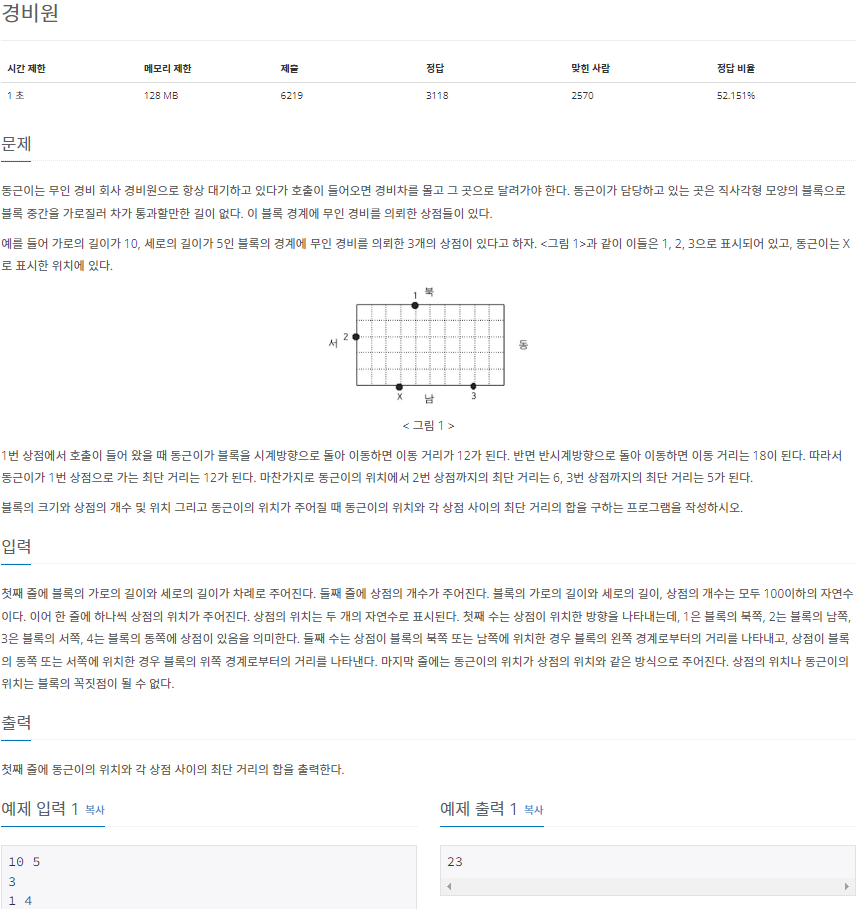 경비원
시간 제한 메모리 제한 제출 정답 맞힌 사람 정답 비율
1 초 128 MB 6219 3118 2570 52.151%
문제
동근이는 무인 경비 회사 경비원으로 항상 대기하고 있다가 호출이 들어오면 경비차를 몰고 그 곳으로 달려가야 한다. 동근이가 담당하고 있는 곳은 직사각형 모양의 블록으로
블록 중간을 가로질러 차가 통과할만한 길이 없다. 이 블록 경계에 무인 경비를 의뢰한 상점들이 있다.
예를 들어 가로의 길이가 10, 세로의 길이가 5인 블록의 경계에 무인 경비를 의뢰한 3개의 상점이 있다고 하자. <그림 1>과 같이 이들은 1, 2, 3으로 표시되어 있고, 동근이는 X
로 표시한 위치에 있다.
1 북
서 2
동
X 남 3
< 그림 1 >
1번 상점에서 호출이 들어 왔을 때 동근이가 블록을 시계방향으로 돌아 이동하면 이동 거리가 12가 된다. 반면 반시계방향으로 돌아 이동하면 이동 거리는 18이 된다. 따라서
동근이가 1번 상점으로 가는 최단 거리는 12가 된다. 마찬가지로 동근이의 위치에서 2번 상점까지의 최단 거리는 6, 3번 상점까지의 최단 거리는 5가 된다.
블록의 크기와 상점의 개수 및 위치 그리고 동근이의 위치가 주어질 때 동근이의 위치와 각 상점 사이의 최단 거리의 합을 구하는 프로그램을 작성하시오.
입력
첫째 줄에 블록의 가로의 길이와 세로의 길이가 차례로 주어진다. 둘째 줄에 상점의 개수가 주어진다. 블록의 가로의 길이와 세로의 길이, 상점의 개수는 모두 100이하의 자연수
이다. 이어 한 줄에 하나씩 상점의 위치가 주어진다. 상점의 위치는 두 개의 자연수로 표시된다. 첫째 수는 상점이 위치한 방향을 나타내는데, 1은 블록의 북쪽, 2는 블록의 남쪽,
3은 블록의 서쪽, 4는 블록의 동쪽에 상점이 있음을 의미한다. 둘째 수는 상점이 블록의 북쪽 또는 남쪽에 위치한 경우 블록의 왼쪽 경계로부터의 거리를 나타내고, 상점이 블록
의 동쪽 또는 서쪽에 위치한 경우 블록의 위쪽 경계로부터의 거리를 나타낸다. 마지막 줄에는 동근이의 위치가 상점의 위치와 같은 방식으로 주어진다. 상점의 위치나 동근이의
위치는 블록의 꼭짓점이 될 수 없다.
출력
첫째 줄에 동근이의 위치와 각 상점 사이의 최단 거리의 합을 출력한다.
예제 입력 1 복사
10 5
3
1 4
예제 출력 1 복사
23